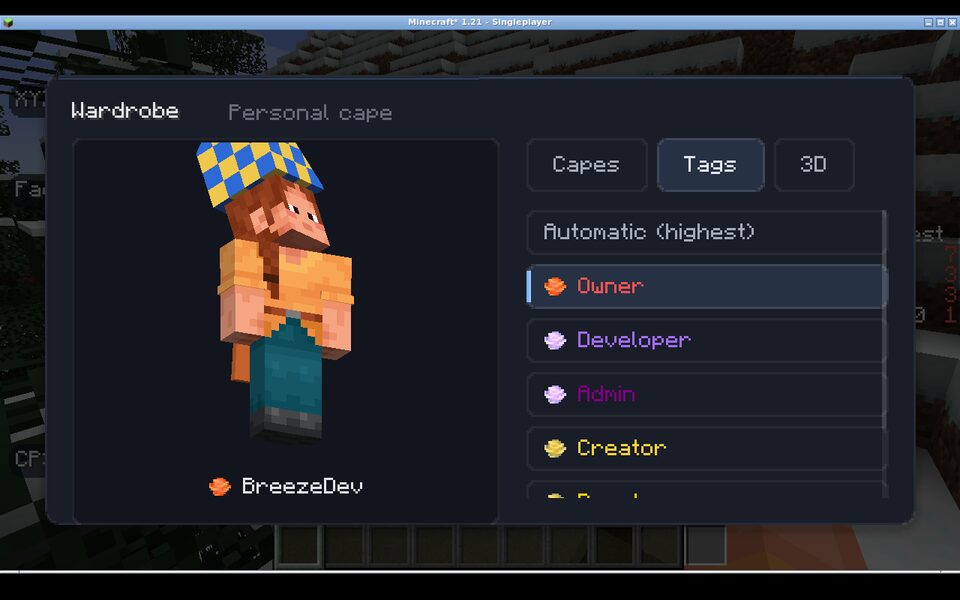 Minecraft* 1.21 - Singleplayer
Wardrobe
Personal cape
Capes
Tags
3D
Automatic (highest)
Owner
Developer
Admin
Creator
BreezeDev